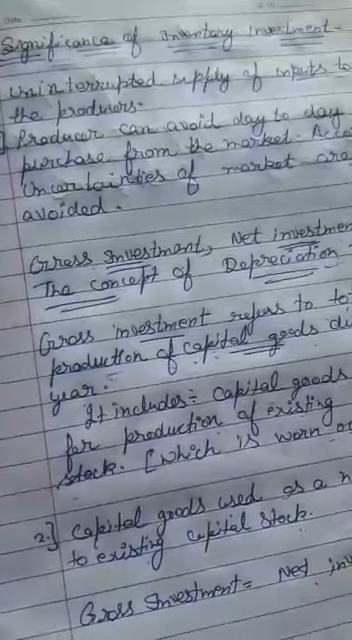 Significance of Inventory Investment-
Uninterrupted supply of inputs to
the producers.
Producer can avoid day to day
purchase from the market.
Uncertainties of market are
avoided.
Gross Investment, Net investmen
The concept of Depreciation
Gross investment refers to to
production of capital goods du
year.
It includes = Capital goods
for production of existing
stock. [Which is worn o
2.] Capital goods used as a n
to existing capital stock.
Gross Investment = Net inv